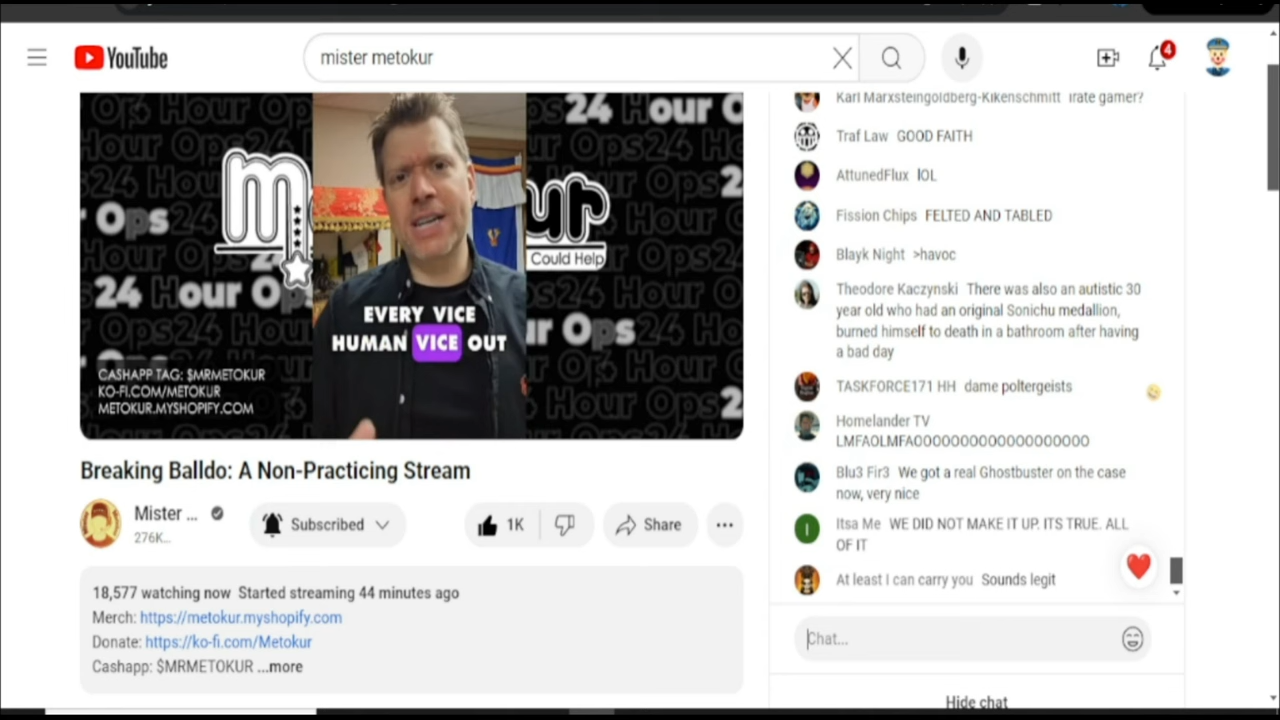 YouTube
mister metokur
4
24 Hour C
Our Ops
24 Hour Ops
m
ur
Could Help
EVERY VICE
HUMAN VICE OUT
CASHAPP TAG: $MRMETOKUR
KO-FI.COM/METOKUR
METOKUR.MYSHOPIFY.COM
Breaking Balldo: A Non-Practicing Stream
Mister ...
276K...
Subscribed
1K
Share
18,577 watching now Started streaming 44 minutes ago
Merch: https://metokur.myshopify.com
Donate: https://ko-fi.com/Metokur
Cashapp: $MRMETOKUR ...more
Karl Marxsteingoldberg-Kikenschmitt irate gamer?
Traf Law GOOD FAITH
AttunedFlux lOL
Fission Chips FELTED AND TABLED
Blayk Night >havoc
Theodore Kaczynski There was also an autistic 30
year old who had an original Sonichu medallion,
burned himself to death in a bathroom after having
a bad day
TASKFORCE171 HH dame poltergeists
Homelander TV
LMFAOLMFAOOOOOOOOOOOOOOOOOOO
Blu3 Fir3 We got a real Ghostbuster on the case
now, very nice
I
Itsa Me WE DID NOT MAKE IT UP. ITS TRUE. ALL
OF IT
At least I can carry you Sounds legit
Chat...
Hide chat